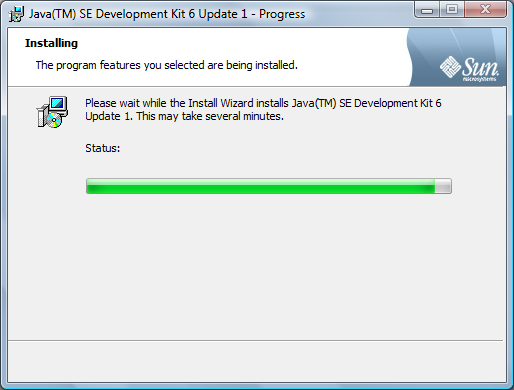 Java(TM) SE Development Kit 6 Update 1 - Progress
Installing
The program features you selected are being installed.
Sun
microsystems
Please wait while the Install Wizard installs Java(TM) SE Development Kit 6
Update 1. This may take several minutes.
Status: